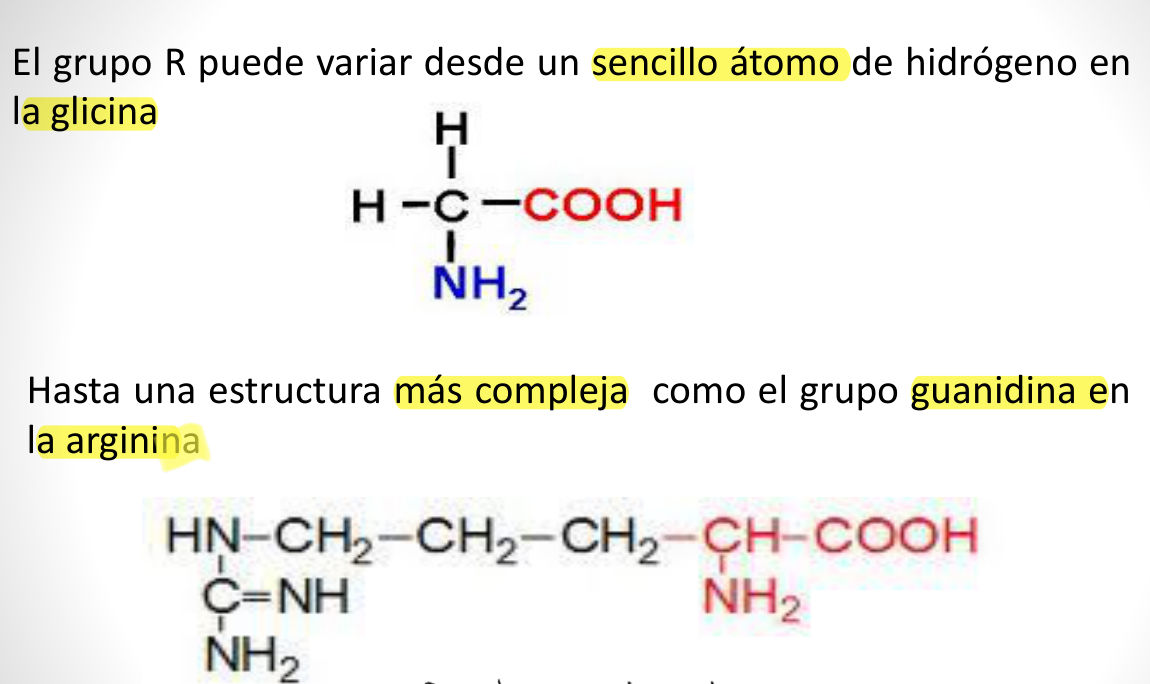 El grupo R puede variar desde un sencillo átomo de hidrógeno en
la glicina
H
H–C–COOH
NH₂
Hasta una estructura más compleja como el grupo guanidina en
la arginina
HN–CH₂–CH₂–CH₂–CH–COOH
C=NH NH₂
NH₂